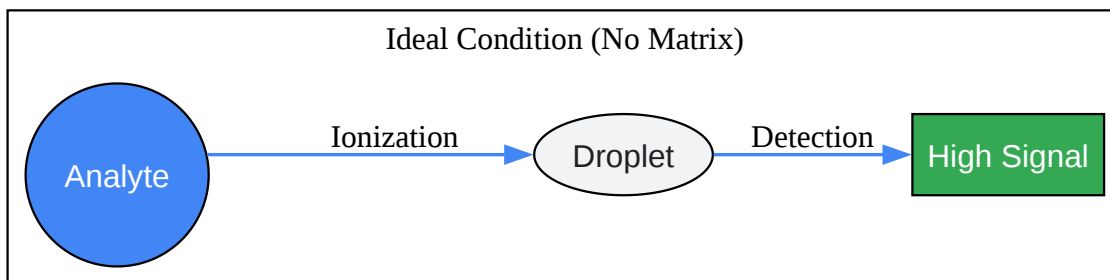 Ideal Condition (No Matrix)
Analyte
Ionization
Droplet
Detection
High Signal